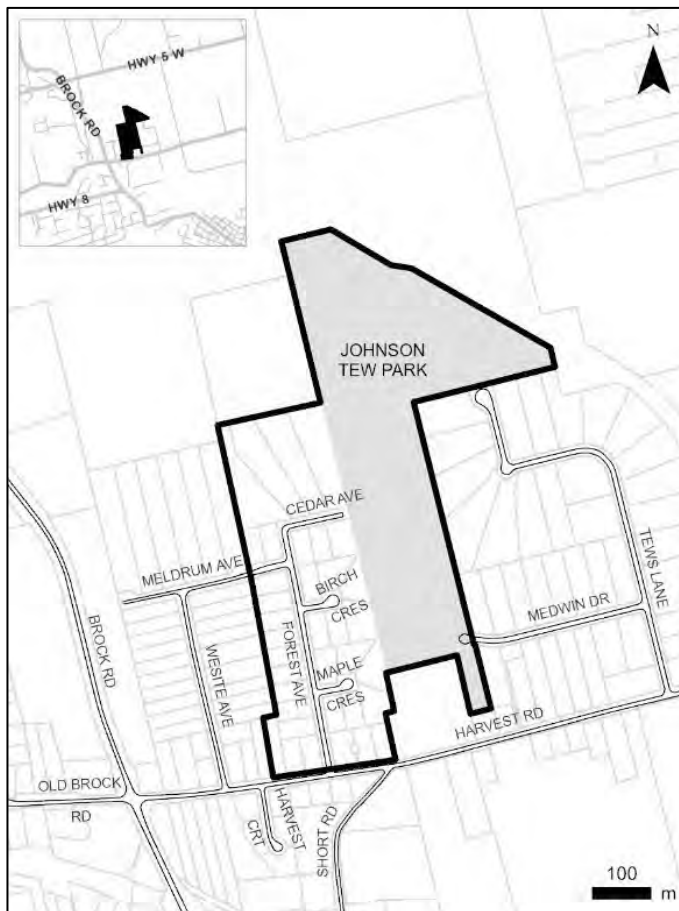 HWY 5 W
BROCK RD
HWY 8
N
JOHNSON
TEW PARK
CEDAR AVE
MELDRUM AVE
BIRCH
CRES
BROCK RD
WESITE AVE
FOREST AVE
MAPLE
CRES
TEWS LANE
MEDWIN DR
HARVEST RD
OLD BROCK
RD
HARVEST
CRT
SHORT RD
100
m